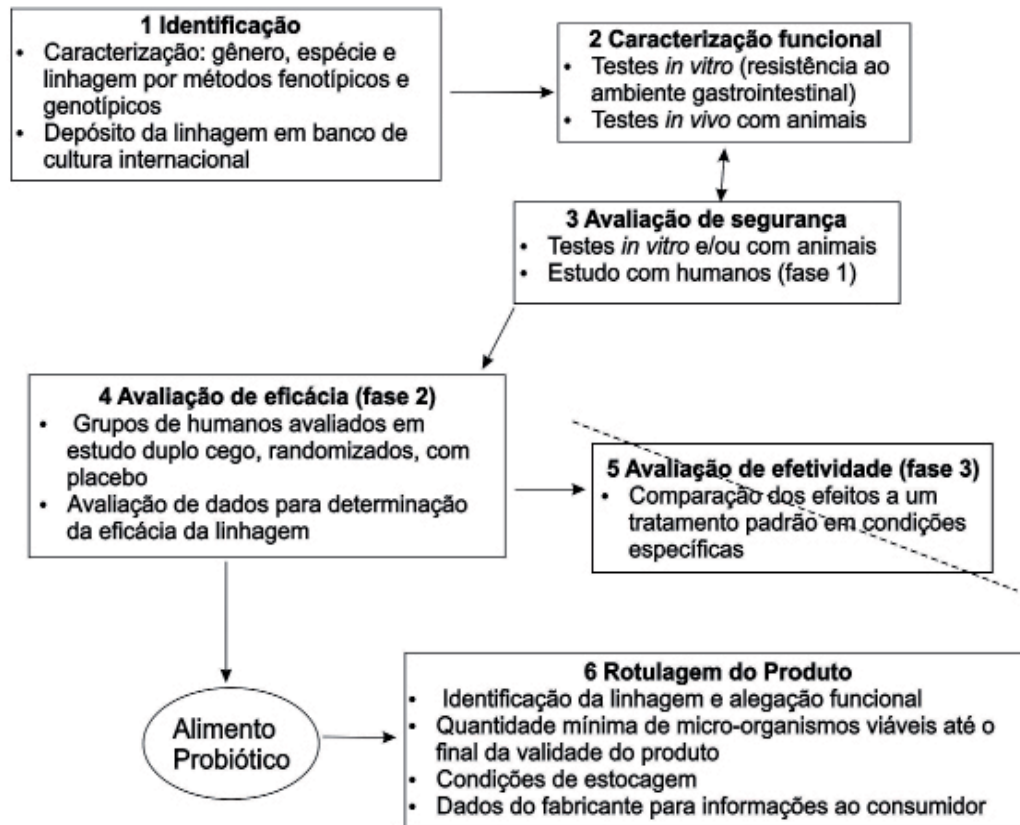 1 Identificação
• Caracterização: gênero, espécie e
linhagem por métodos fenotípicos e
genotípicos
• Depósito da linhagem em banco de
cultura internacional
2 Caracterização funcional
• Testes in vitro (resistência ao
ambiente gastrointestinal)
• Testes in vivo com animais
3 Avaliação de segurança
• Testes in vitro e/ou com animais
• Estudo com humanos (fase 1)
4 Avaliação de eficácia (fase 2)
• Grupos de humanos avaliados em
estudo duplo cego, randomizados, com
placebo
• Avaliação de dados para determinação
da eficácia da linhagem
5 Avaliação de efetividade (fase 3)
• Comparação dos efeitos a um
tratamento padrão em condições
específicas
Alimento
Probiótico
6 Rotulagem do Produto
• Identificação da linhagem e alegação funcional
• Quantidade mínima de micro-organismos viáveis até o
final da validade do produto
• Condições de estocagem
• Dados do fabricante para informações ao consumidor